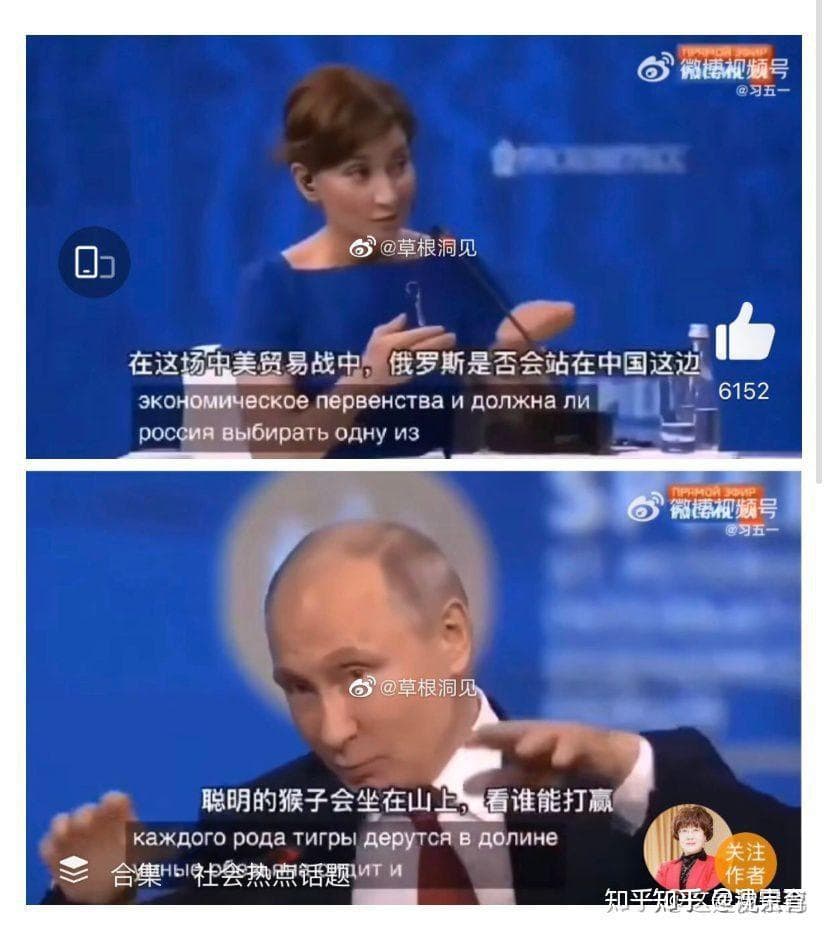 ПРЯМОЙ ЭФИР
微博视频号
@习五一
@草根洞见
在这场中美贸易战中，俄罗斯是否会站在中国这边
6152
экономическое первенства и должна ли
россия выбирать одну из
ПРЯМОЙ ЭФИР
微博视频号
@习五一
@草根洞见
聪明的猴子会坐在山上，看谁能打赢
каждого рода тигры дерутся в долине
合集
社会热点话题
关注
作者
知乎